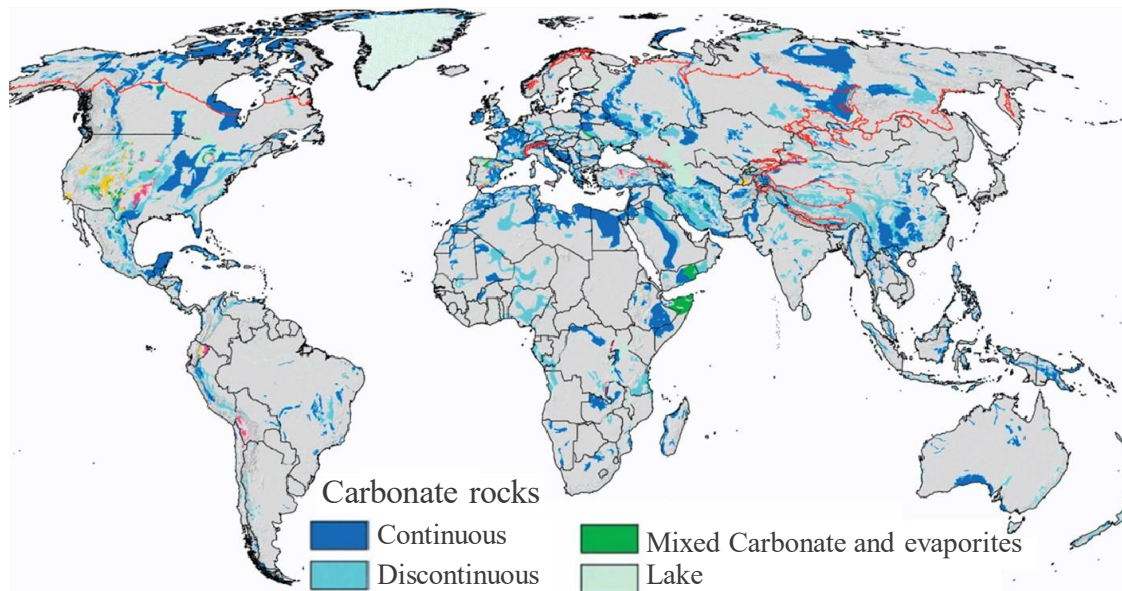 Carbonate rocks
Continuous
Discontinuous
Mixed Carbonate and evaporites
Lake